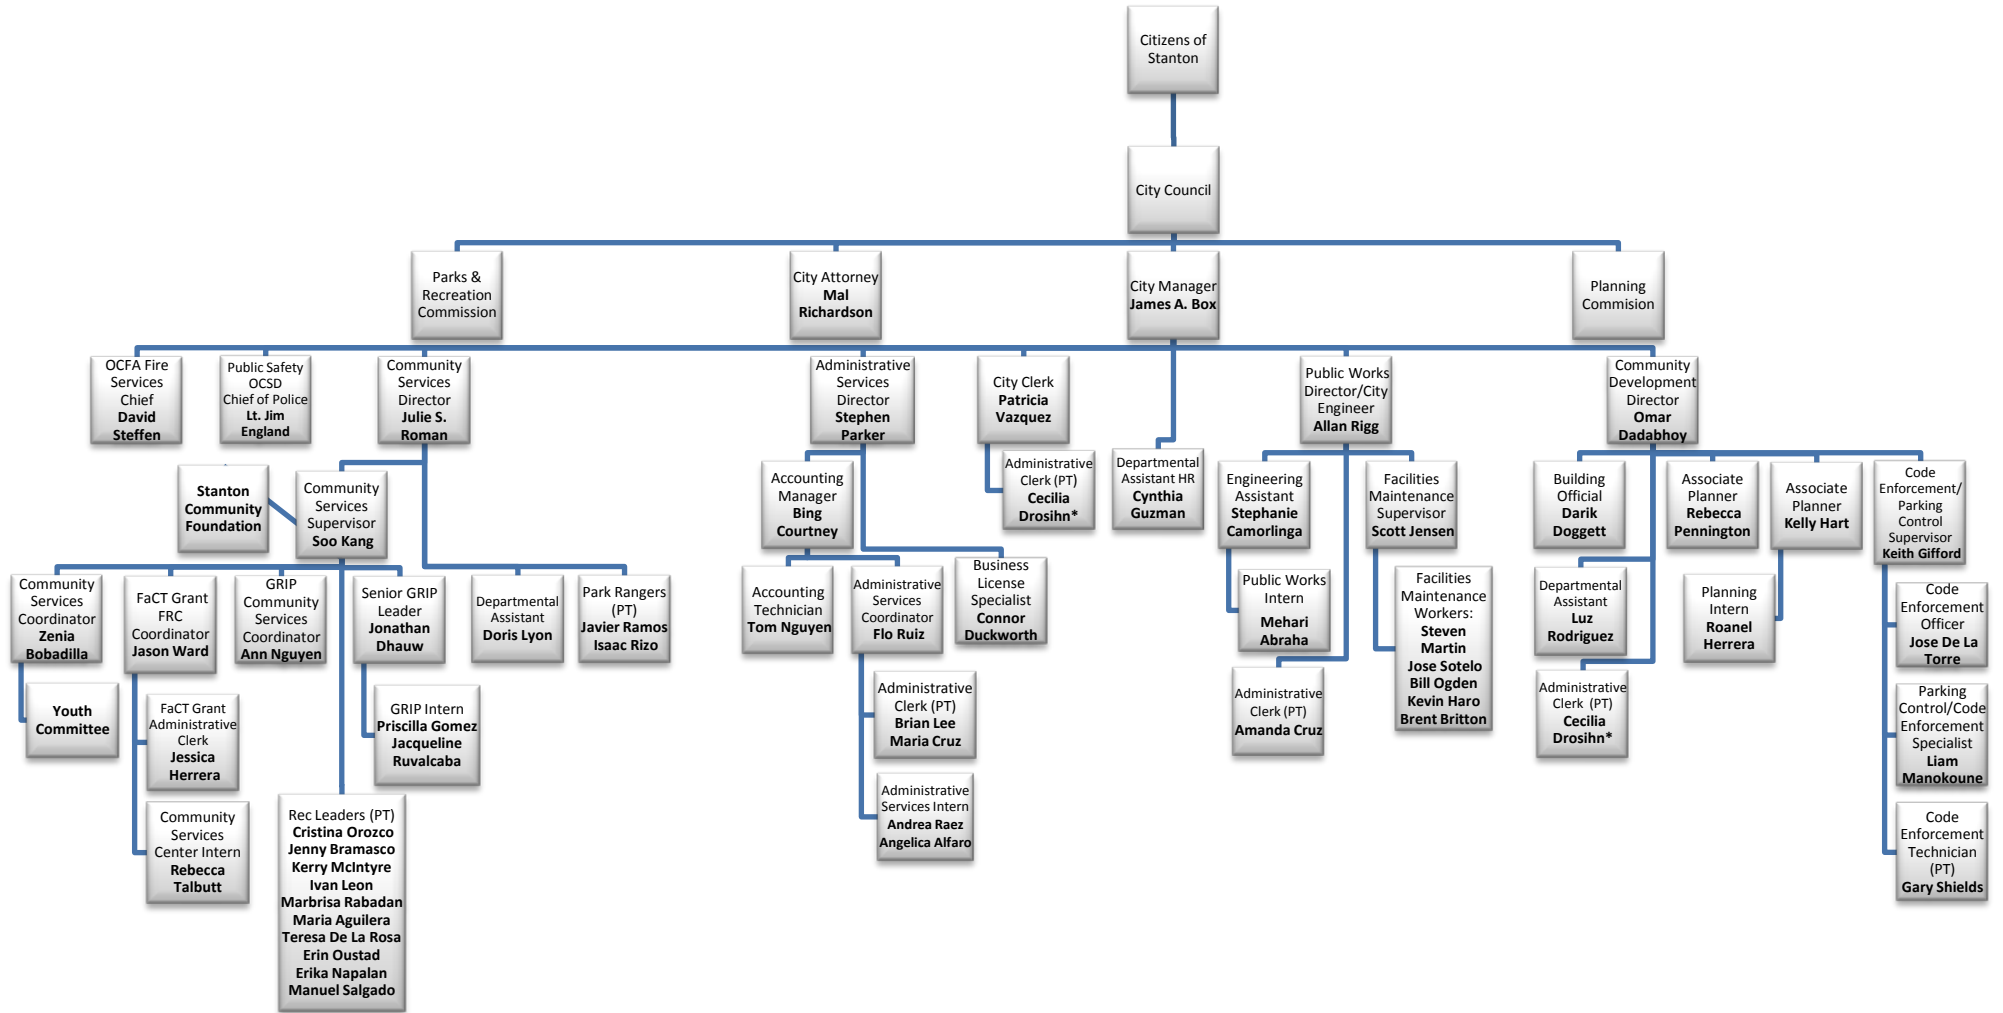 Citizens of
Stanton
City Council
Parks &
Recreation
Commission
City Attorney
Mal
Richardson
City Manager
James A. Box
Planning
Commision
OCFA Fire
Services
Chief
David
Steffen
Public Safety
OCSD
Chief of Police
Lt. Jim
England
Community
Services
Director
Julie S.
Roman
Administrative
Services
Director
Stephen
Parker
City Clerk
Patricia
Vazquez
Public Works
Director/City
Engineer
Allan Rigg
Community
Development
Director
Omar
Dadabhoy
Stanton
Community
Foundation
Community
Services
Supervisor
Soo Kang
Accounting
Manager
Bing
Courtney
Administrative
Clerk (PT)
Cecilia
Drosihn*
Departmental
Assistant HR
Cynthia
Guzman
Engineering
Assistant
Stephanie
Camorlinga
Facilities
Maintenance
Supervisor
Scott Jensen
Building
Official
Darik
Doggett
Associate
Planner
Rebecca
Pennington
Associate
Planner
Kelly Hart
Code
Enforcement/
Parking
Control
Supervisor
Keith Gifford
Community
Services
Coordinator
Zenia
Bobadilla
FaCT Grant
FRC
Coordinator
Jason Ward
GRIP
Community
Services
Coordinator
Ann Nguyen
Senior GRIP
Leader
Jonathan
Dhauw
Departmental
Assistant
Doris Lyon
Park Rangers
(PT)
Javier Ramos
Isaac Rizo
Accounting
Technician
Tom Nguyen
Administrative
Services
Coordinator
Flo Ruiz
Business
License
Specialist
Connor
Duckworth
Public Works
Intern
Mehari
Abraha
Facilities
Maintenance
Workers:
Steven
Martin
Jose Sotelo
Bill Ogden
Kevin Haro
Brent Britton
Departmental
Assistant
Luz
Rodriguez
Planning
Intern
Roanel
Herrera
Code
Enforcement
Officer
Jose De La
Torre
Youth
Committee
FaCT Grant
Administrative
Clerk
Jessica
Herrera
GRIP Intern
Priscilla Gomez
Jacqueline
Ruvalcaba
Administrative
Clerk (PT)
Brian Lee
Maria Cruz
Administrative
Clerk (PT)
Amanda Cruz
Administrative
Clerk (PT)
Cecilia
Drosihn*
Parking
Control/Code
Enforcement
Specialist
Liam
Manokoune
Community
Services
Center Intern
Rebecca
Talbutt
Rec Leaders (PT)
Cristina Orozco
Jenny Bramasco
Kerry McIntyre
Ivan Leon
Marbrisa Rabadan
Maria Aguilera
Teresa De La Rosa
Erin Oustad
Erika Napalan
Manuel Salgado
Administrative
Services Intern
Andrea Raez
Angelica Alfaro
Code
Enforcement
Technician
(PT)
Gary Shields